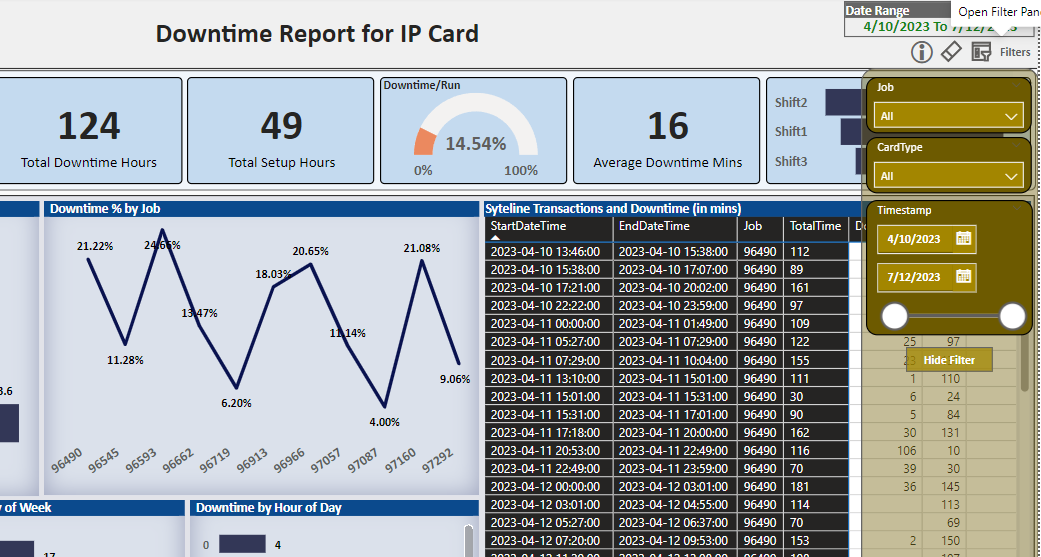 Downtime Report for IP Card
Date Range
Open Filter Pane
4/10/2023 To 7/12/2023
Filters
124
Total Downtime Hours
49
Total Setup Hours
Downtime/Run
14.54%
0%
100%
16
Average Downtime Mins
Shift2
Shift1
Shift3
Job
All
CardType
All
Timestamp
4/10/2023
7/12/2023
Hide Filter
Downtime % by Job
21.22%
24.66%
20.65%
21.08%
18.03%
13.47%
11.14%
11.28%
9.06%
6.20%
4.00%
3.6
96490
96545
96593
96662
96719
96913
96966
97057
97087
97160
97292
Syteline Transactions and Downtime (in mins)
StartDateTime EndDateTime Job TotalTime
2023-04-10 13:46:00 2023-04-10 15:38:00 96490 112
2023-04-10 15:38:00 2023-04-10 17:07:00 96490 89
2023-04-10 17:21:00 2023-04-10 20:02:00 96490 161
2023-04-10 22:22:00 2023-04-10 23:59:00 96490 97
2023-04-11 00:00:00 2023-04-11 01:49:00 96490 109
2023-04-11 05:27:00 2023-04-11 07:29:00 96490 122 25 97
2023-04-11 07:29:00 2023-04-11 10:04:00 96490 155 23
2023-04-11 13:10:00 2023-04-11 15:01:00 96490 111 1 110
2023-04-11 15:01:00 2023-04-11 15:31:00 96490 30 6 24
2023-04-11 15:31:00 2023-04-11 17:01:00 96490 90 5 84
2023-04-11 17:18:00 2023-04-11 20:00:00 96490 162 30 131
2023-04-11 20:53:00 2023-04-11 22:49:00 96490 116 106 10
2023-04-11 22:49:00 2023-04-11 23:59:00 96490 70 39 30
2023-04-12 00:00:00 2023-04-12 03:01:00 96490 181 36 145
2023-04-12 03:01:00 2023-04-12 04:55:00 96490 114 113
2023-04-12 05:27:00 2023-04-12 06:37:00 96490 70 69
2023-04-12 07:20:00 2023-04-12 09:53:00 96490 153 2 150
y of Week
17
Downtime by Hour of Day
0
4